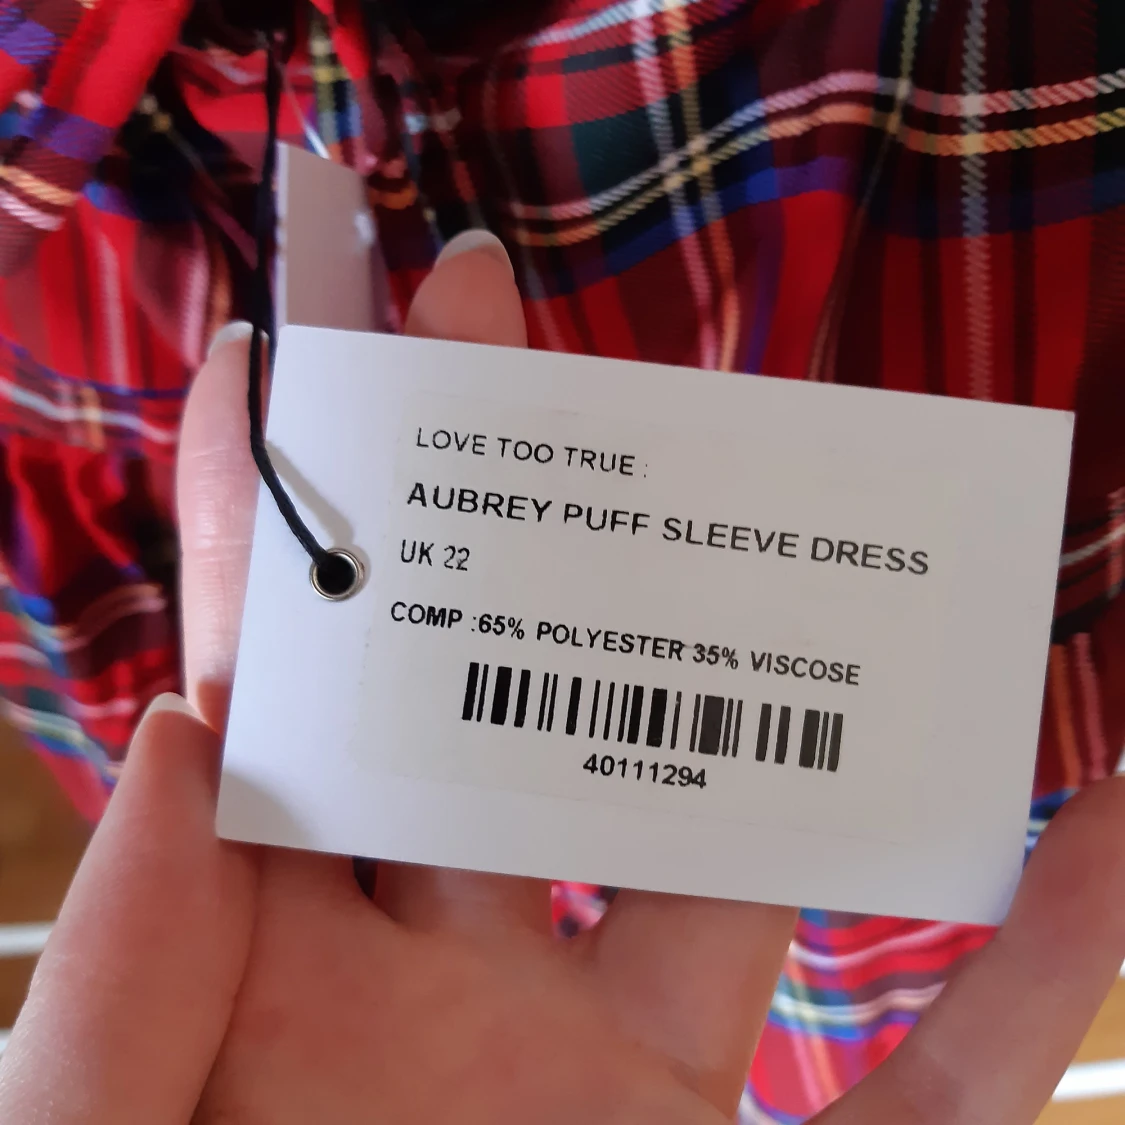 LOVE TOO TRUE :
AUBREY PUFF SLEEVE DRESS
UK 22
COMP :65% POLYESTER 35% VISCOSE
40111294